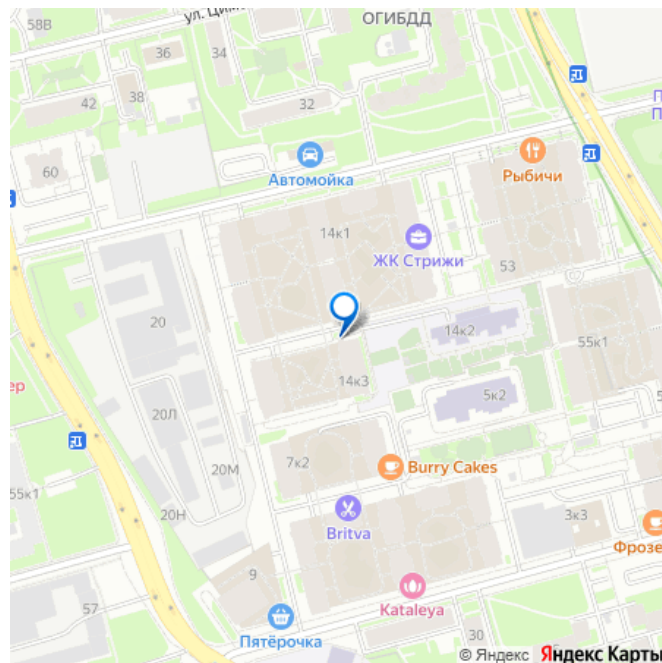 58В
ул. Цим
ОГИБДД
36
34
42
38
32
П
П
Рыбичи
60
Автомойка
14к1
ЖК Стрижи
53
20
14к2
55к1
ер
14к3
5к2
5
20Л
7к2
20М
Burry Cakes
55к1
20Н
Britva
3к3
Фрозе
9
57
Kataleya
Пятёрочка
30
© Яндекс Яндекс Карты